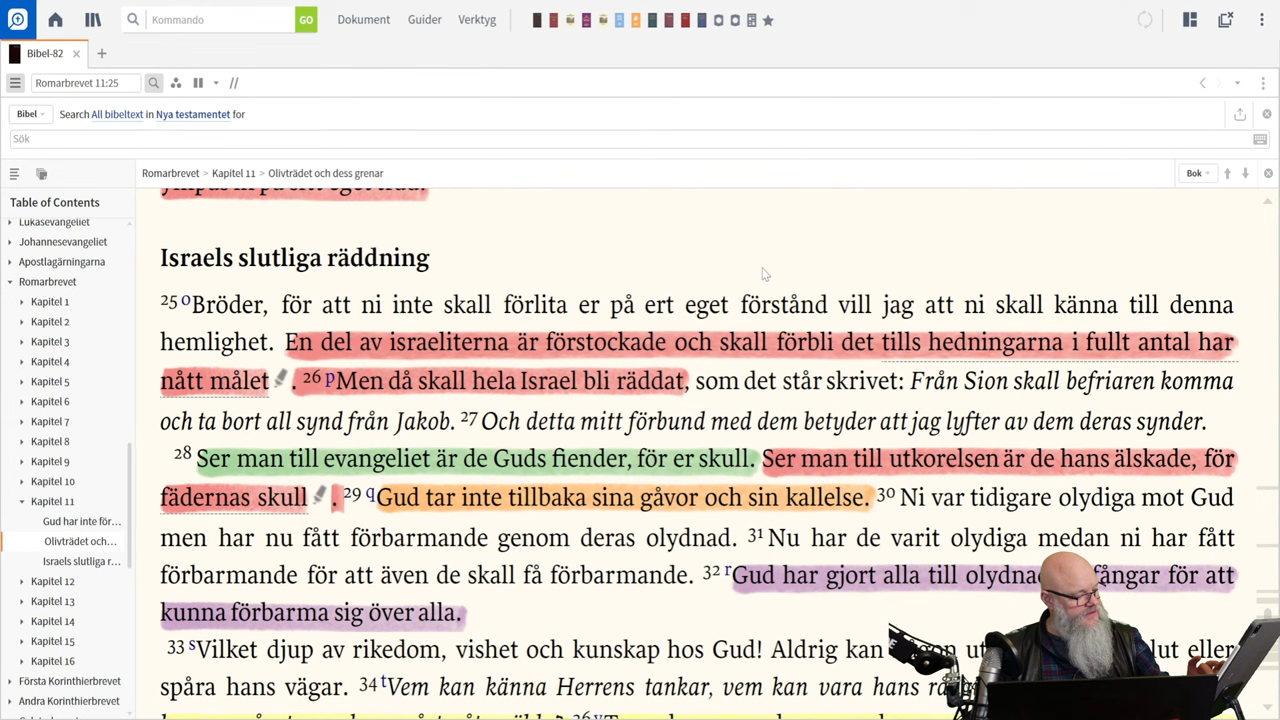 Kommando
GO
Dokument
Guider
Verktyg
Bibel-82
Romarbrevet 11:25
Bibel
Search All bibeltext in Nya testamentet for
Sök
Romarbrevet > Kapitel 11 > Olivträdet och dess grenar
Bok
Table of Contents
Lukasevangeliet
Johannesevangeliet
Apostlagärningarna
Romarbrevet
Kapitel 1
Kapitel 2
Kapitel 3
Kapitel 4
Kapitel 5
Kapitel 6
Kapitel 7
Kapitel 8
Kapitel 9
Kapitel 10
Kapitel 11
Gud har inte för...
Olivträdet och...
Israels slutliga r...
Kapitel 12
Kapitel 13
Kapitel 14
Kapitel 15
Kapitel 16
Första Korinthierbrevet
Andra Korinthierbrevet
Israels slutliga räddning
25 o Bröder, för att ni inte skall förlita er på ert eget förstånd vill jag att ni skall känna till denna
hemlighet. En del av israeliterna är förstockade och skall förbli det tills hedningarna i fullt antal har
nått målet. 26 p Men då skall hela Israel bli räddat, som det står skrivet: Från Sion skall befriaren komma
och ta bort all synd från Jakob. 27 Och detta mitt förbund med dem betyder att jag lyfter av dem deras synder.
28 Ser man till evangeliet är de Guds fiender, för er skull. Ser man till utkorelsen är de hans älskade, för
fädernas skull. 29 q Gud tar inte tillbaka sina gåvor och sin kallelse. 30 Ni var tidigare olydiga mot Gud
men har nu fått förbarmande genom deras olydnad. 31 Nu har de varit olydiga medan ni har fått
förbarmande för att även de skall få förbarmande. 32 r Gud har gjort alla till olydnad fångar för att
kunna förbarma sig över alla.
33 s Vilket djup av rikedom, vishet och kunskap hos Gud! Aldrig kan eller
spåra hans vägar. 34 t Vem kan känna Herrens tankar, vem kan vara hans